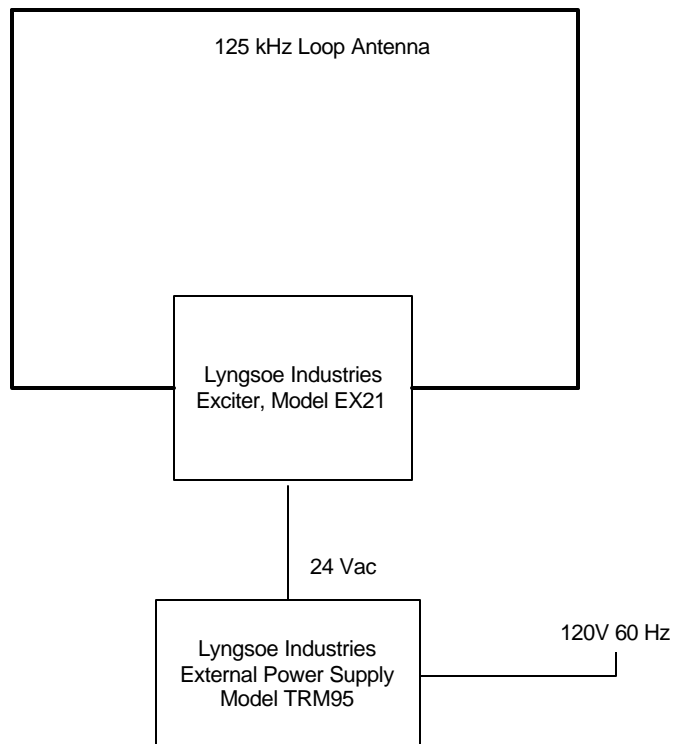 125 kHz Loop Antenna
Lyngsoe Industries
Exciter, Model EX21
24 Vac
120V 60 Hz
Lyngsoe Industries
External Power Supply
Model TRM95